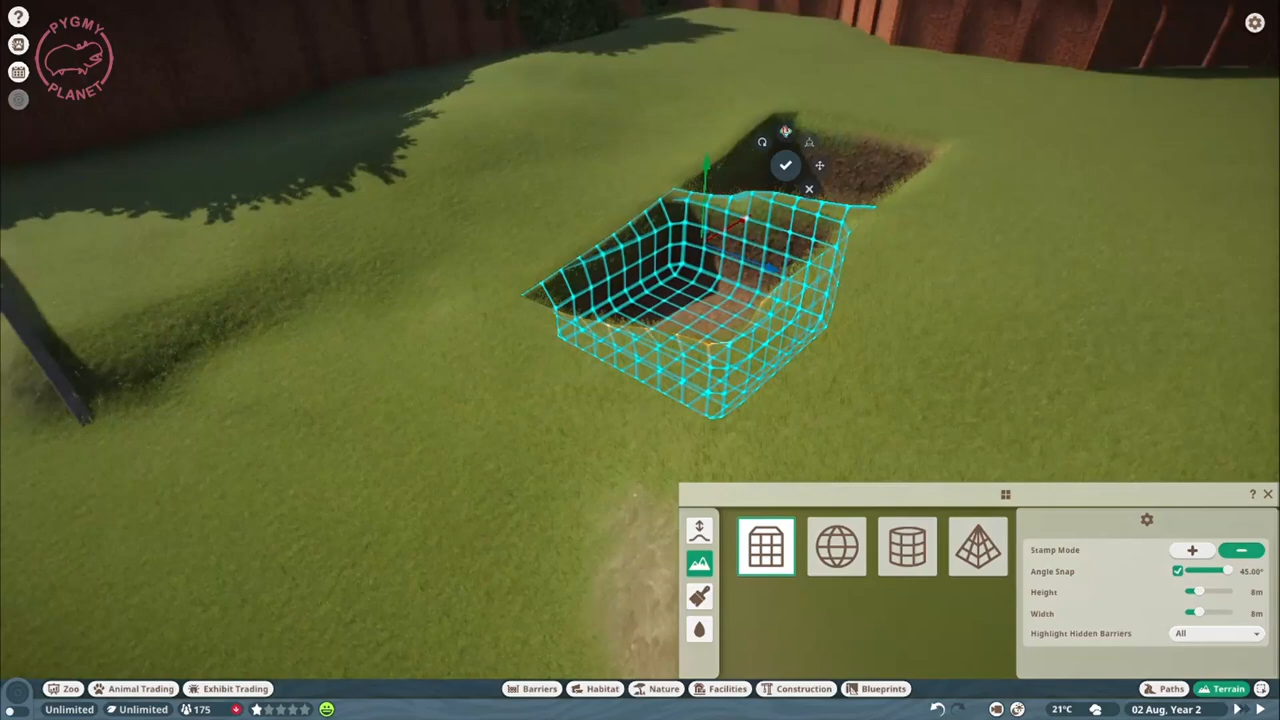 PYGMY
PLANET
?
? ×
Stamp Mode + −
Angle Snap 45.00°
Height 8m
Width 8m
Highlight Hidden Barriers All
Zoo Animal Trading Exhibit Trading Barriers Habitat Nature Facilities Construction Blueprints Paths Terrain
Unlimited Unlimited 175 21°C 02 Aug, Year 2